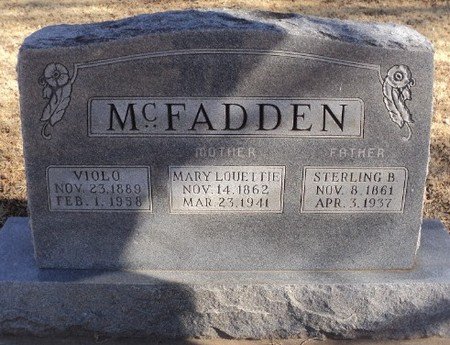 McFADDEN
MOTHER FATHER
VIOLO MARY LOUETTIE STERLING B
NOV. 23, 1889 NOV. 14, 1862 NOV. 8, 1861
FEB. 1, 1958 MAR. 23, 1941 APR. 3, 1937